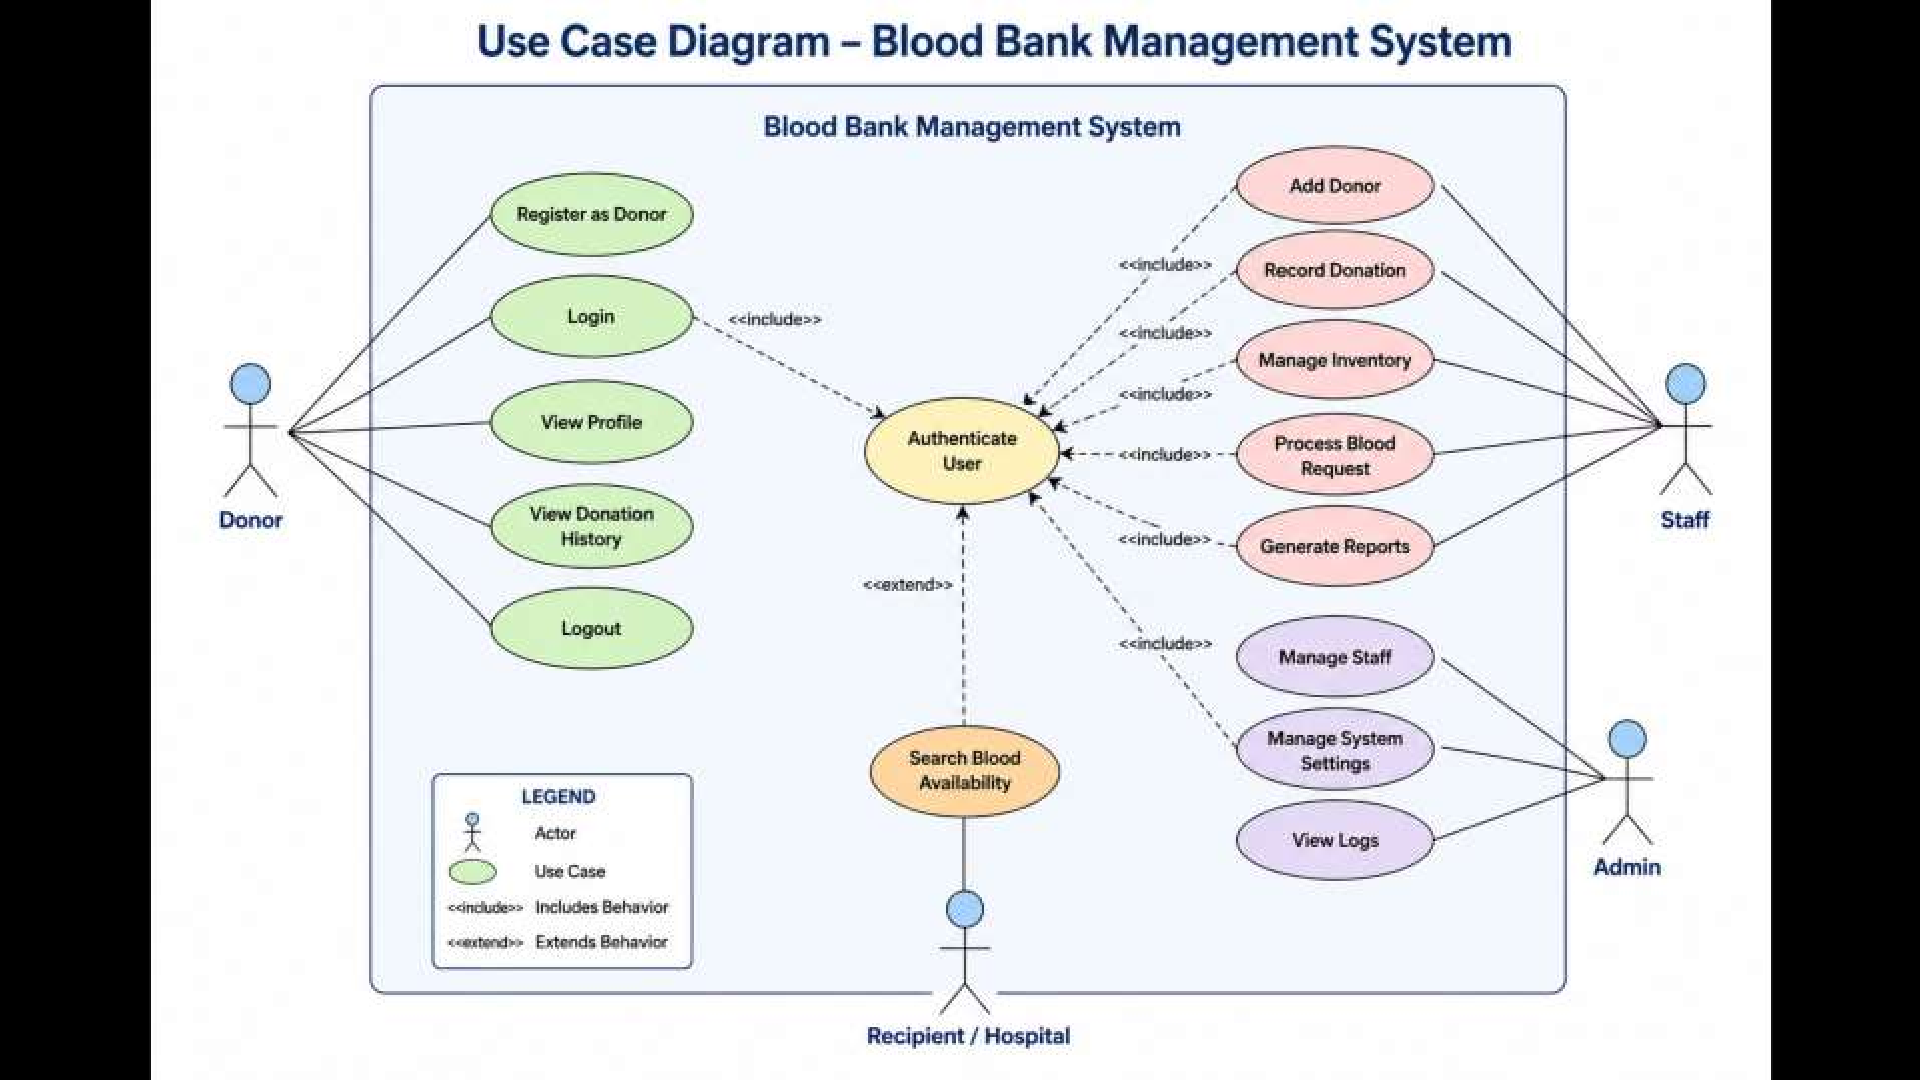 Use Case Diagram – Blood Bank Management System
Blood Bank Management System
Register as Donor
Login
View Profile
View Donation
History
Logout
Donor
<<include>>
Authenticate
User
<<extend>>
Search Blood
Availability
Recipient / Hospital
<<include>>
<<include>>
<<include>>
<<include>>
<<include>>
<<include>>
Add Donor
Record Donation
Manage Inventory
Process Blood
Request
Generate Reports
Manage Staff
Manage System
Settings
View Logs
Staff
Admin
LEGEND
Actor
Use Case
<<include>> Includes Behavior
<<extend>> Extends Behavior